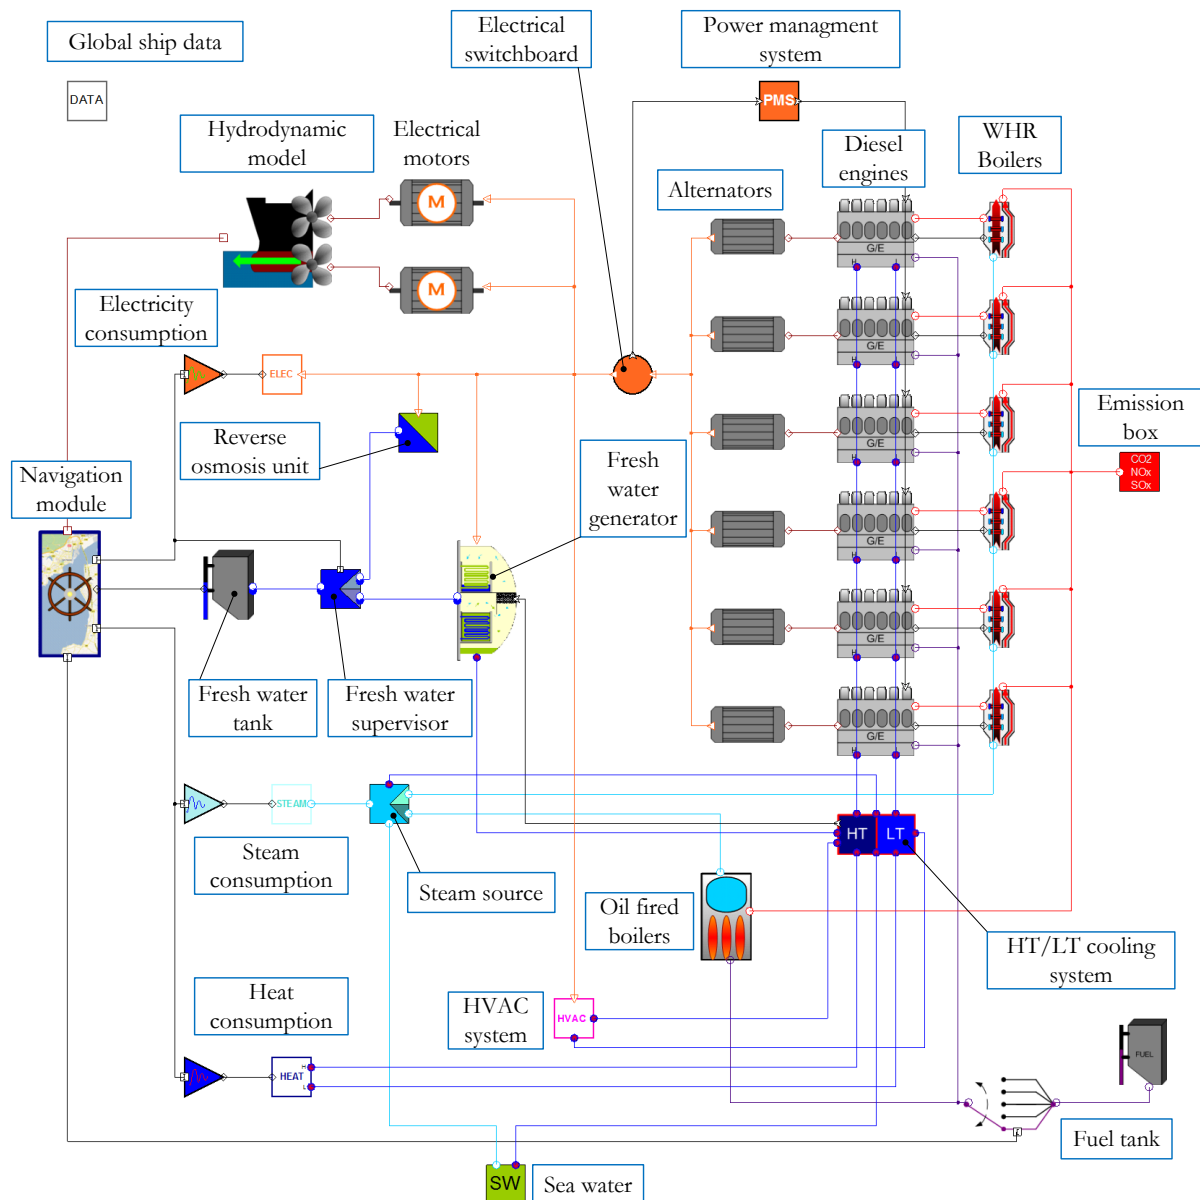 Global ship data
DATA
Electrical
switchboard
Power managment
system
PMS
Hydrodynamic
model
Electrical
motors
M
M
Alternators
Diesel
engines
WHR
Boilers
G/E
H
L
G/E
H
G/E
H
G/E
H
G/E
H
G/E
H
Electricity
consumption
ELEC
Reverse
osmosis unit
Navigation
module
Fresh
water
generator
Emission
box
CO2
NOx
SOx
Fresh water
tank
Fresh water
supervisor
STEAM
Steam
consumption
Steam source
HT
LT
Oil fired
boilers
HT/LT cooling
system
Heat
consumption
HVAC
system
HVAC
HEAT
H
L
FUEL
Fuel tank
SW
Sea water